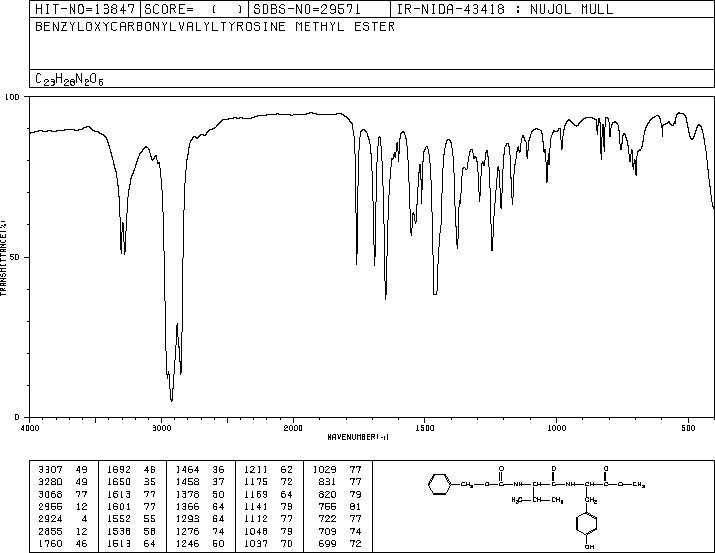 HIT-NO=13847 SCORE= ( ) SDBS-NO=29571 IR-NIDA-43418 : NUJOL MULL
BENZYLOXYCARBONYLVALYLTYROSINE METHYL ESTER
C23H28N2O6
100
50
0
TRANSMITTANCE(%)
4000 3000 2000 1500 1000 500
WAVENUMBER(-1)
3307 49 1692 46 1464 36 1211 62 1029 77
3280 49 1650 35 1458 37 1175 72 831 77
3068 77 1613 77 1378 50 1169 64 820 79
2955 12 1601 77 1366 64 1141 79 766 81
2924 4 1552 55 1293 64 1112 77 722 77
2855 12 1538 58 1276 74 1048 79 709 74
1760 46 1513 64 1246 50 1037 70 699 72
O O O
CH2 O C NH CH C NH CH C O CH3
H3C CH CH3 CH2
OH